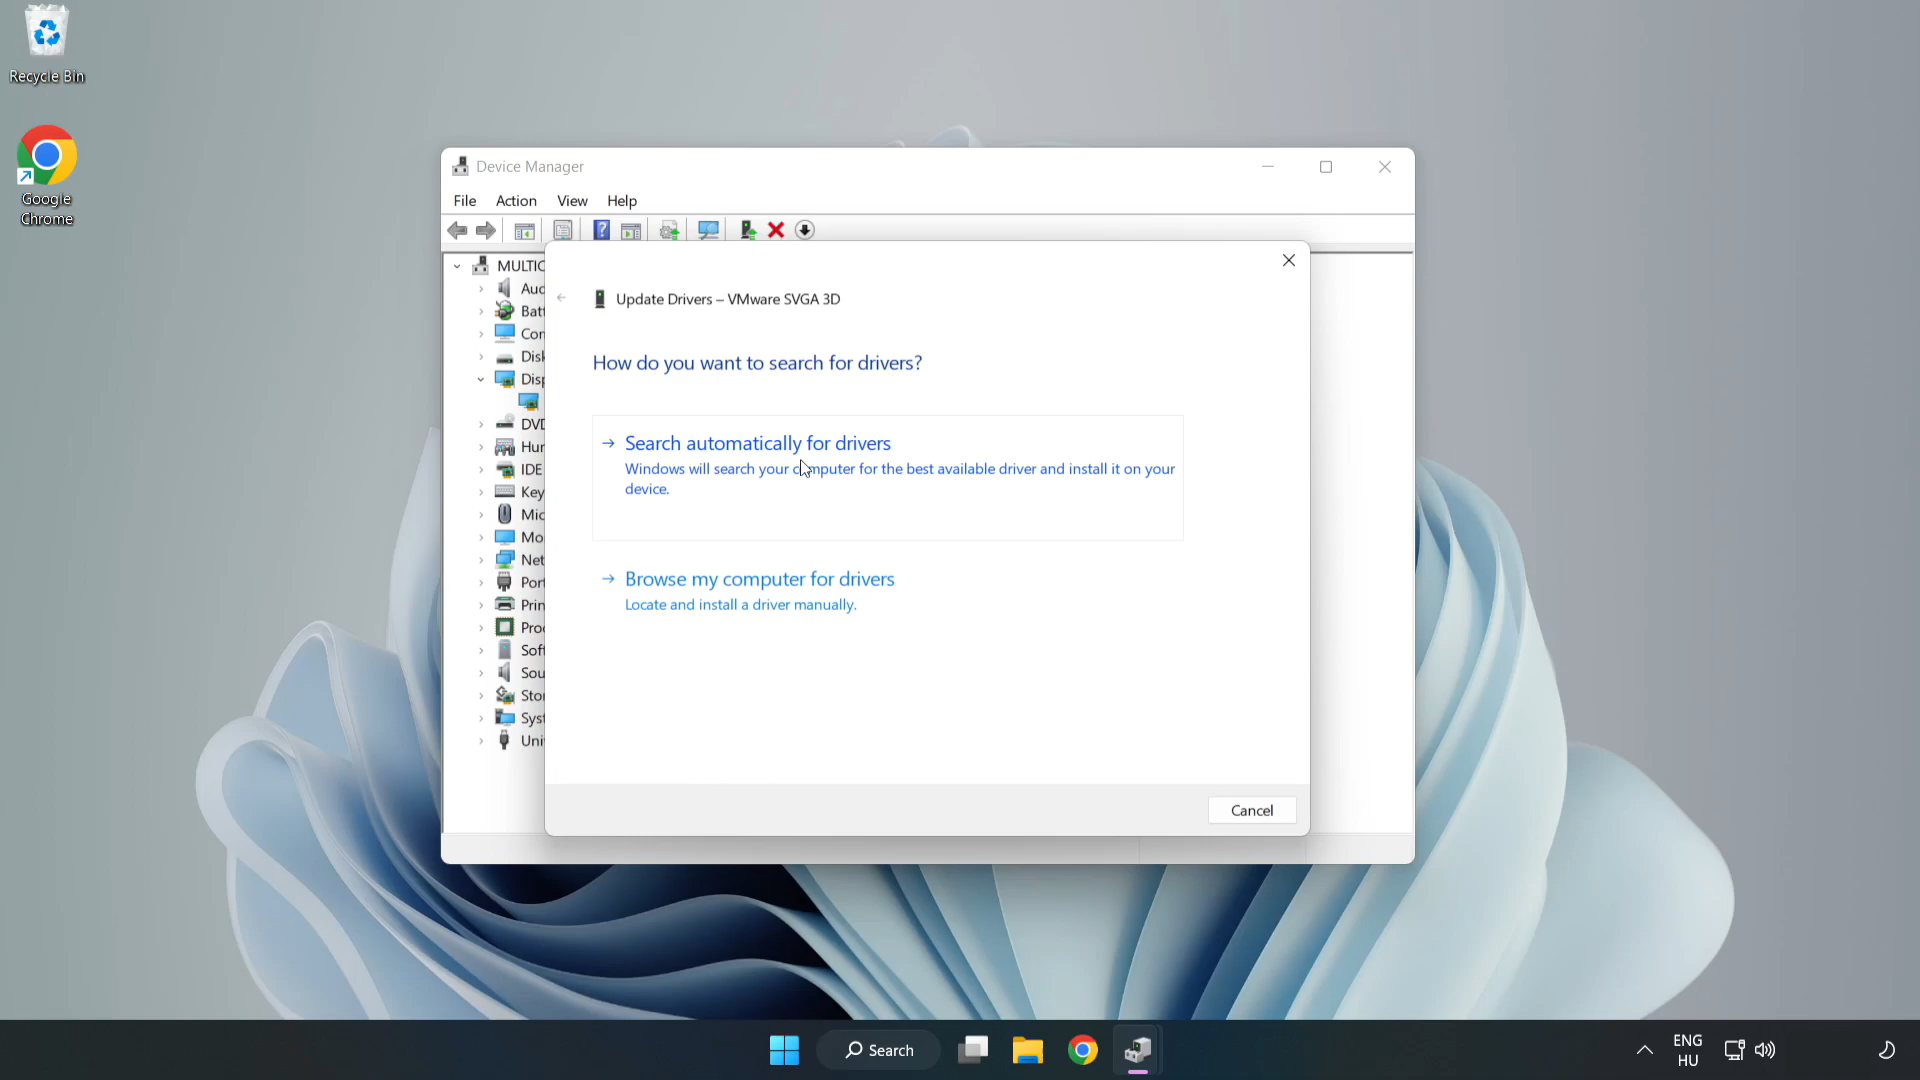 Recycle Bin
Google
Chrome
Device Manager
File Action View Help
Update Drivers – VMware SVGA 3D
How do you want to search for drivers?
Search automatically for drivers
Windows will search your computer for the best available driver and install it on your
device.
Browse my computer for drivers
Locate and install a driver manually.
Cancel
MULTIC
Aud
Batt
Con
Disk
Disp
DVD
Hur
IDE
Key
Mic
Mo
Net
Port
Prin
Proc
Soft
Sou
Stor
Syst
Uni
Search
ENG
HU